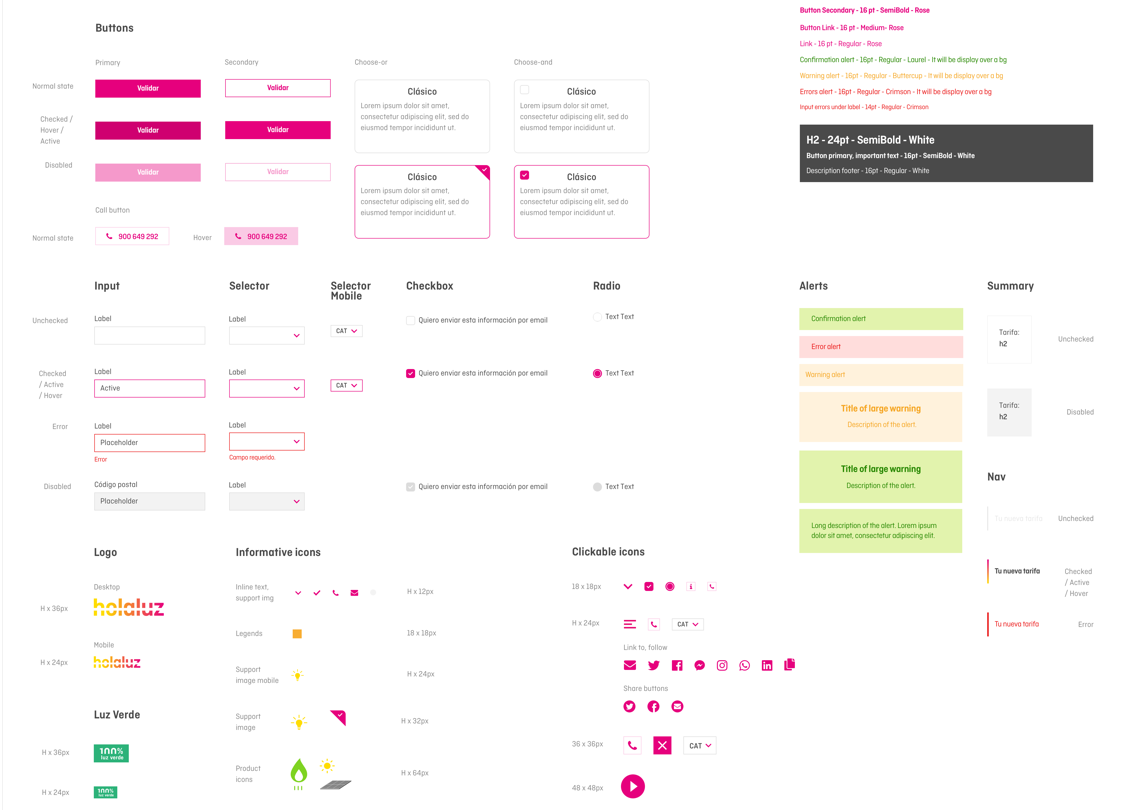 Button Secondary - 16 pt - SemiBold - Rose
Button Link - 16 pt - Medium- Rose
Link - 16 pt - Regular - Rose
Confirmation alert - 16pt - Regular - Laurel - It will be display over a bg
Warning alert - 16pt - Regular - Buttercup - It will be display over a bg
Errors alert - 16pt - Regular - Crimson - It will be display over a bg
Input errors under label - 14pt - Regular - Crimson
H2 - 24pt - SemiBold - White
Button primary, important text - 16pt - SemiBold - White
Description footer - 16pt - Regular - White
Buttons
Primary
Secondary
Choose-or
Choose-and
Normal state
Validar
Validar
Clásico
Lorem ipsum dolor sit amet,
consectetur adipiscing elit, sed do
eiusmod tempor incididunt ut.
Clásico
Lorem ipsum dolor sit amet,
consectetur adipiscing elit, sed do
eiusmod tempor incididunt ut.
Checked /
Hover /
Active
Validar
Validar
Disabled
Validar
Validar
Clásico
Lorem ipsum dolor sit amet,
consectetur adipiscing elit, sed do
eiusmod tempor incididunt ut.
Clásico
Lorem ipsum dolor sit amet,
consectetur adipiscing elit, sed do
eiusmod tempor incididunt ut.
Call button
Normal state
900 649 292
Hover
900 649 292
Input
Selector
Selector
Mobile
Checkbox
Radio
Unchecked
Label
Label
CAT
Quiero enviar esta información por email
Text Text
Checked
/ Active
/ Hover
Label
Active
Label
CAT
Quiero enviar esta información por email
Text Text
Error
Label
Placeholder
Error
Label
Campo requerido.
Disabled
Código postal
Placeholder
Label
Quiero enviar esta información por email
Text Text
Alerts
Confirmation alert
Error alert
Warning alert
Title of large warning
Description of the alert.
Title of large warning
Description of the alert.
Long description of the alert. Lorem ipsum
dolor sit amet, consectetur adipiscing elit.
Summary
Tarifa:
h2
Unchecked
Tarifa:
h2
Disabled
Nav
Tu nueva tarifa
Unchecked
Tu nueva tarifa
Checked
/ Active
/ Hover
Tu nueva tarifa
Error
Logo
Desktop
H x 36px
holaluz
Mobile
H x 24px
holaluz
Luz Verde
H x 36px
100%
luz verde
H x 24px
100%
luz verde
Informative icons
Inline text,
support img
H x 12px
Legends
18 x 18px
Support
image mobile
H x 24px
Support
image
H x 32px
Product
icons
H x 64px
Clickable icons
18 x 18px
H x 24px
CAT
Link to, follow
Share buttons
36 x 36px
CAT
48 x 48px